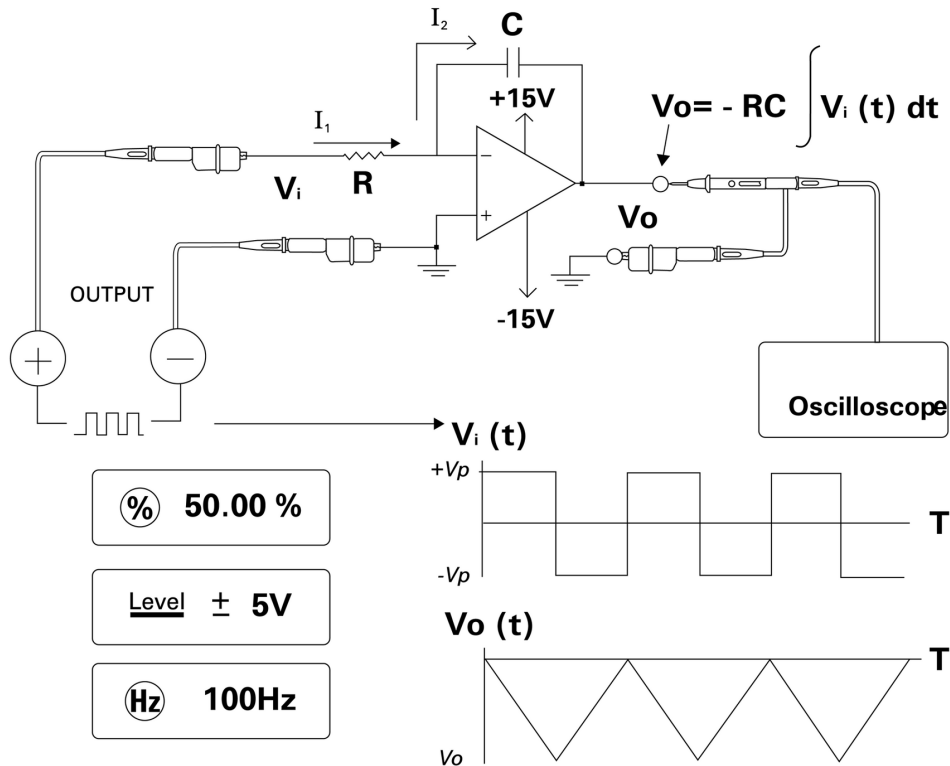 I₂
C
+15V
Vo= - RC ∫ Vᵢ (t) dt
I₁
−
Vᵢ
R
+
Vo
OUTPUT
-15V
+
−
Oscilloscope
Vᵢ (t)
% 50.00 %
+Vp
T
-Vp
Level ± 5V
Vo (t)
T
Hz 100Hz
Vo